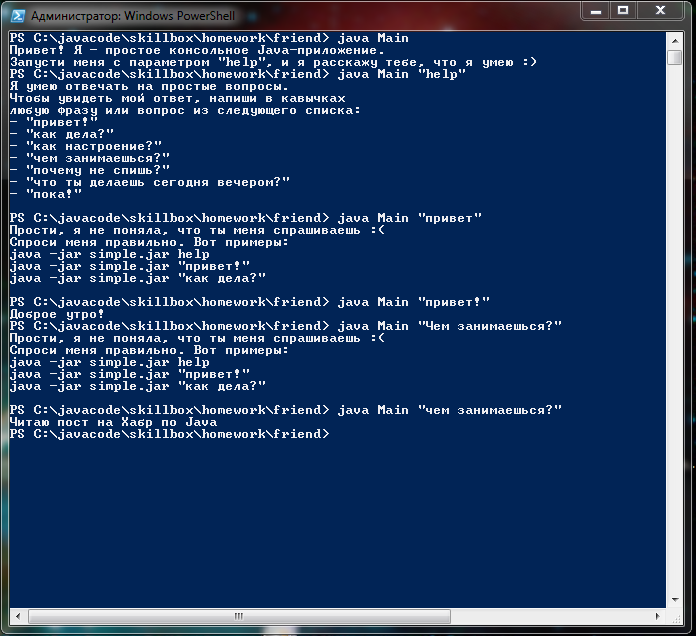 Администратор: Windows PowerShell
PS C:\javacode\skillbox\homework\friend> java Main
Привет! Я – простое консольное Java-приложение.
Запусти меня с параметром "help", и я расскажу тебе, что я умею :)
PS C:\javacode\skillbox\homework\friend> java Main "help"
Я умею отвечать на простые вопросы.
Чтобы увидеть мой ответ, напиши в кавычках
любую фразу или вопрос из следующего списка:
- "привет!"
- "как дела?"
- "как настроение?"
- "чем занимаешься?"
- "почему не спишь?"
- "что ты делаешь сегодня вечером?"
- "пока!"
PS C:\javacode\skillbox\homework\friend> java Main "привет"
Прости, я не поняла, что ты меня спрашиваешь :(
Спроси меня правильно. Вот примеры:
java -jar simple.jar help
java -jar simple.jar "привет!"
java -jar simple.jar "как дела?"
PS C:\javacode\skillbox\homework\friend> java Main "привет!"
Доброе утро!
PS C:\javacode\skillbox\homework\friend> java Main "Чем занимаешься?"
Прости, я не поняла, что ты меня спрашиваешь :(
Спроси меня правильно. Вот примеры:
java -jar simple.jar help
java -jar simple.jar "привет!"
java -jar simple.jar "как дела?"
PS C:\javacode\skillbox\homework\friend> java Main "чем занимаешься?"
Читаю пост на Хабр по Java
PS C:\javacode\skillbox\homework\friend>